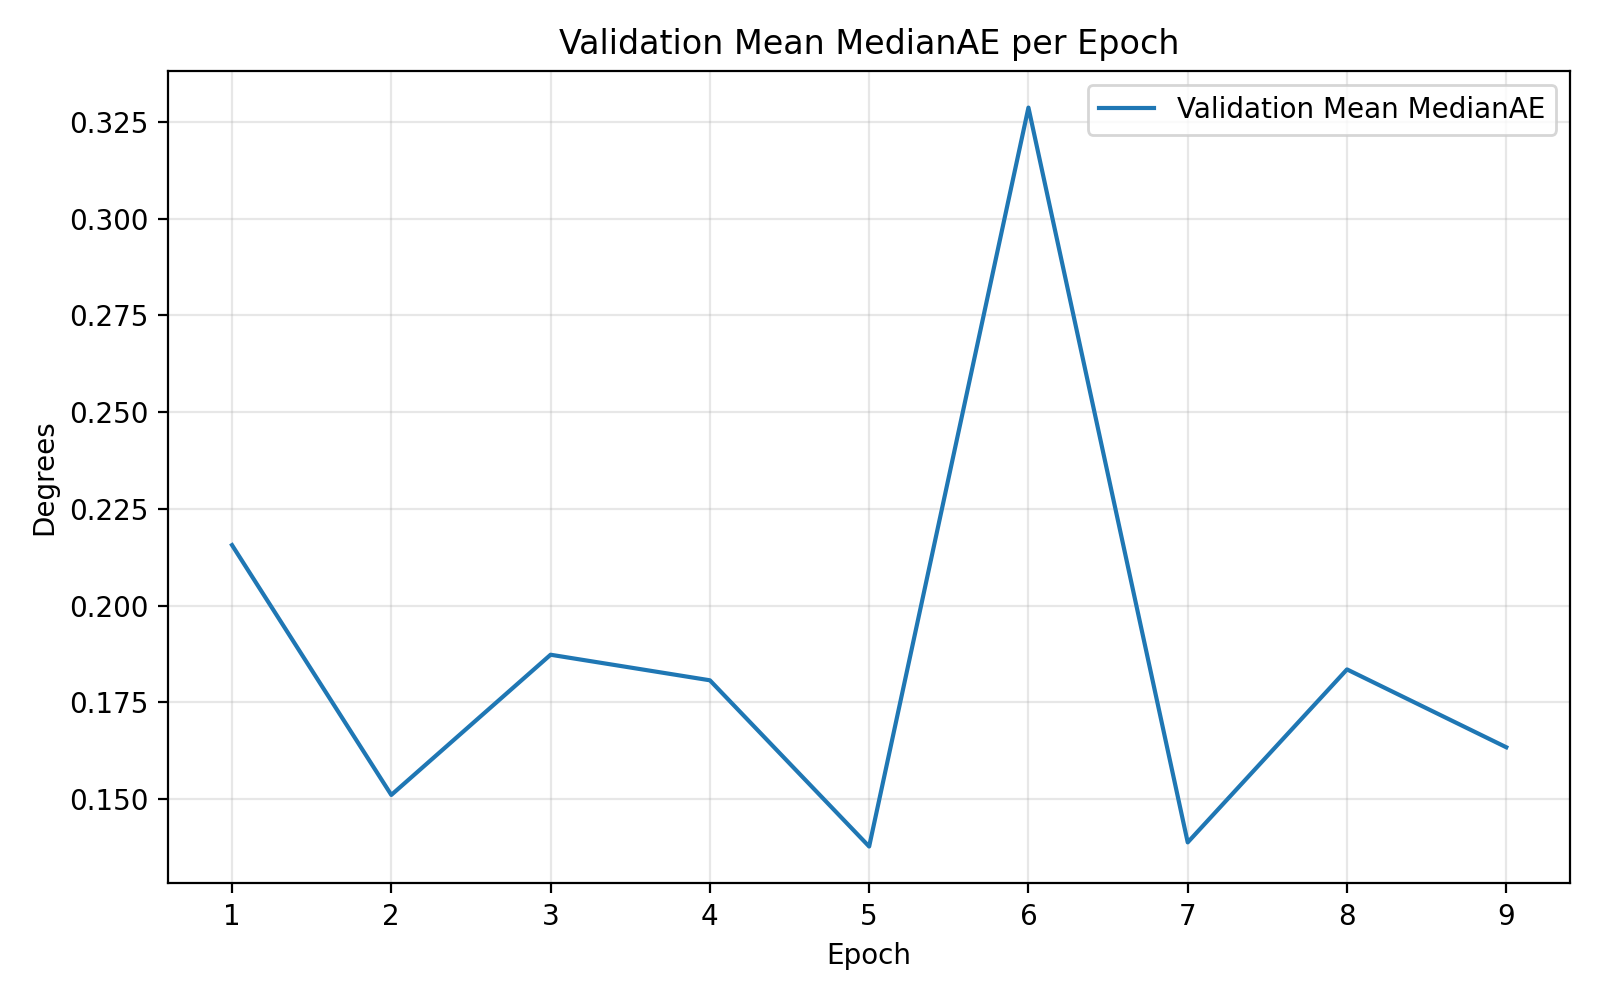 Validation Mean MedianAE per Epoch
Validation Mean MedianAE
0.325
0.300
0.275
0.250
0.225
0.200
0.175
0.150
Degrees
1 2 3 4 5 6 7 8 9
Epoch